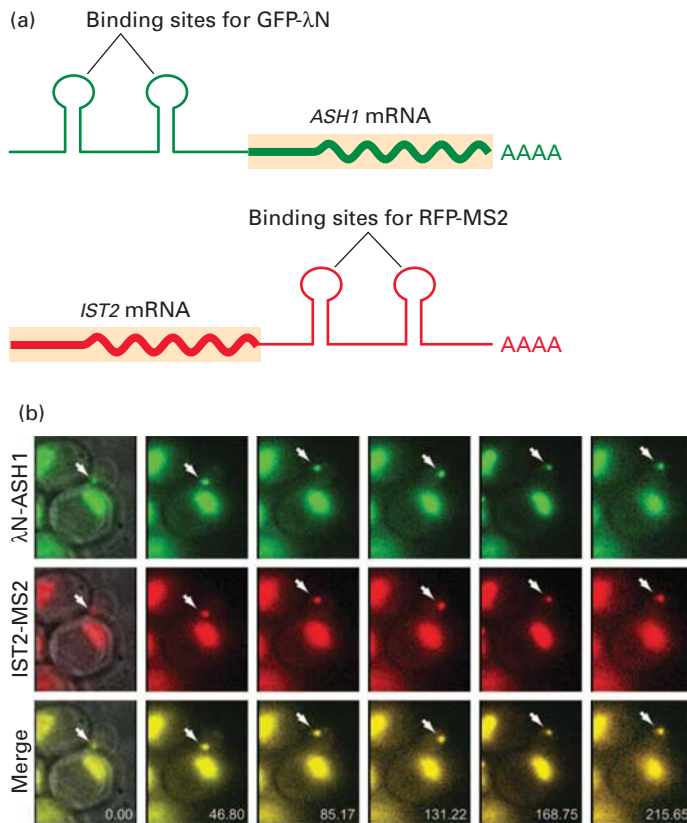 (a)
Binding sites for GFP-λN
ASH1 mRNA
AAAA
Binding sites for RFP-MS2
IST2 mRNA
AAAA
(b)
λN-ASH1
IST2-MS2
Merge
0.00 46.80 85.17 131.22 168.75 215.65